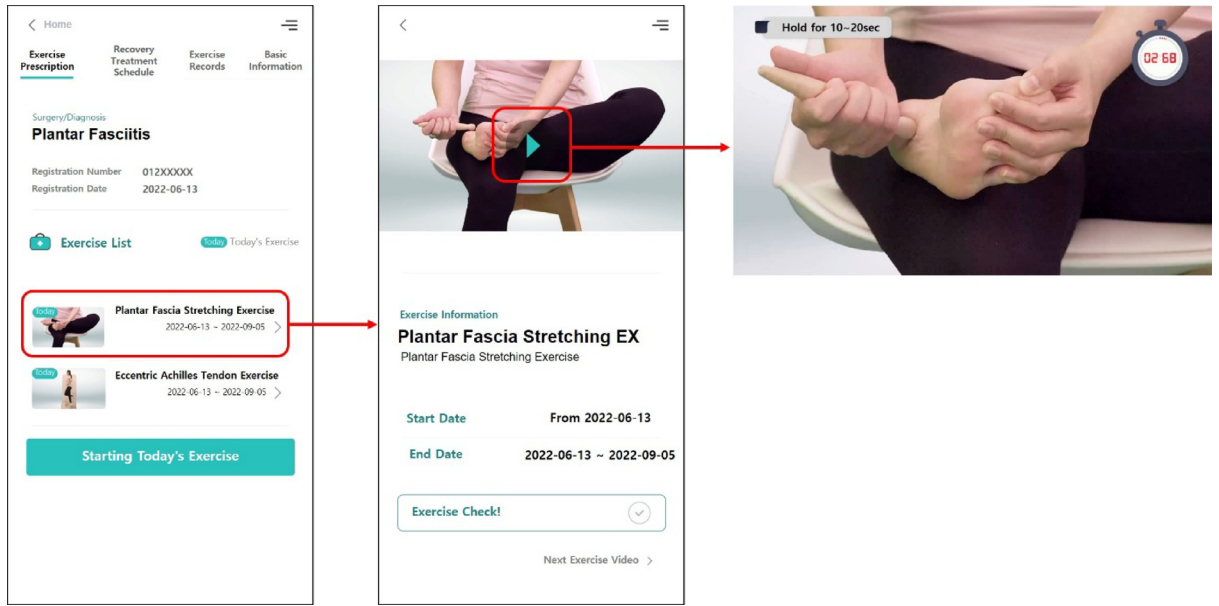 Home
Exercise Prescription
Recovery Treatment Schedule
Exercise Records
Basic Information
Surgery/Diagnosis
Plantar Fasciitis
Registration Number 012XXXXX
Registration Date 2022-06-13
Exercise List
Today Today's Exercise
Today
Plantar Fascia Stretching Exercise
2022-06-13 ~ 2022-09-05
Today
Eccentric Achilles Tendon Exercise
2022-06-13 ~ 2022-09-05
Starting Today's Exercise
Exercise Information
Plantar Fascia Stretching EX
Plantar Fascia Stretching Exercise
Start Date From 2022-06-13
End Date 2022-06-13 ~ 2022-09-05
Exercise Check!
Next Exercise Video
Hold for 10~20sec
02 68